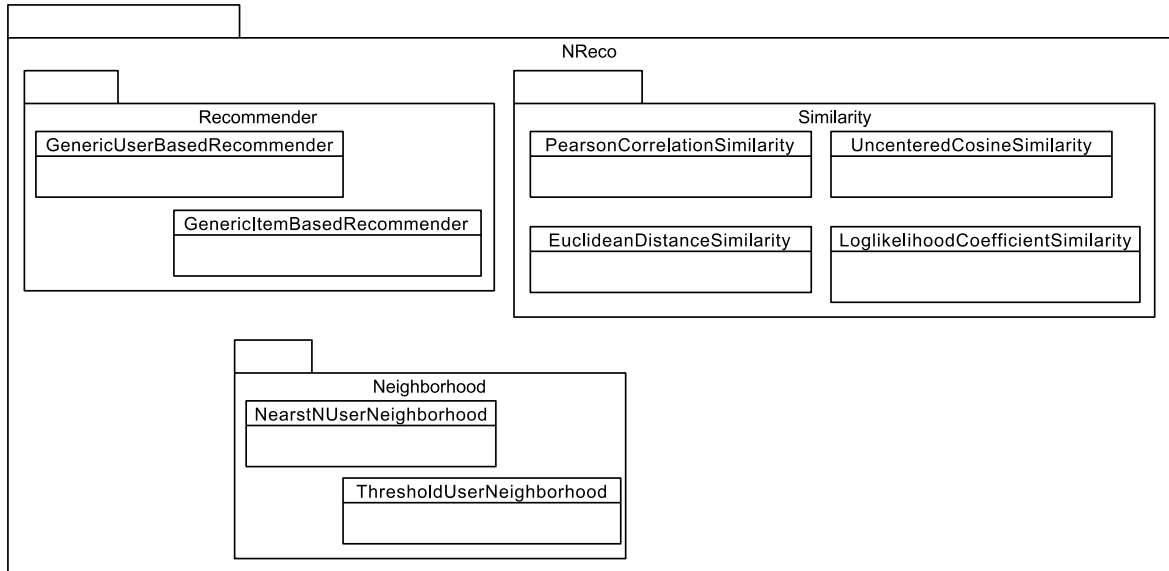 NReco
Recommender
GenericUserBasedRecommender
GenericItemBasedRecommender
Similarity
PearsonCorrelationSimilarity
UncenteredCosineSimilarity
EuclideanDistanceSimilarity
LoglikelihoodCoefficientSimilarity
Neighborhood
NearstNUserNeighborhood
ThresholdUserNeighborhood